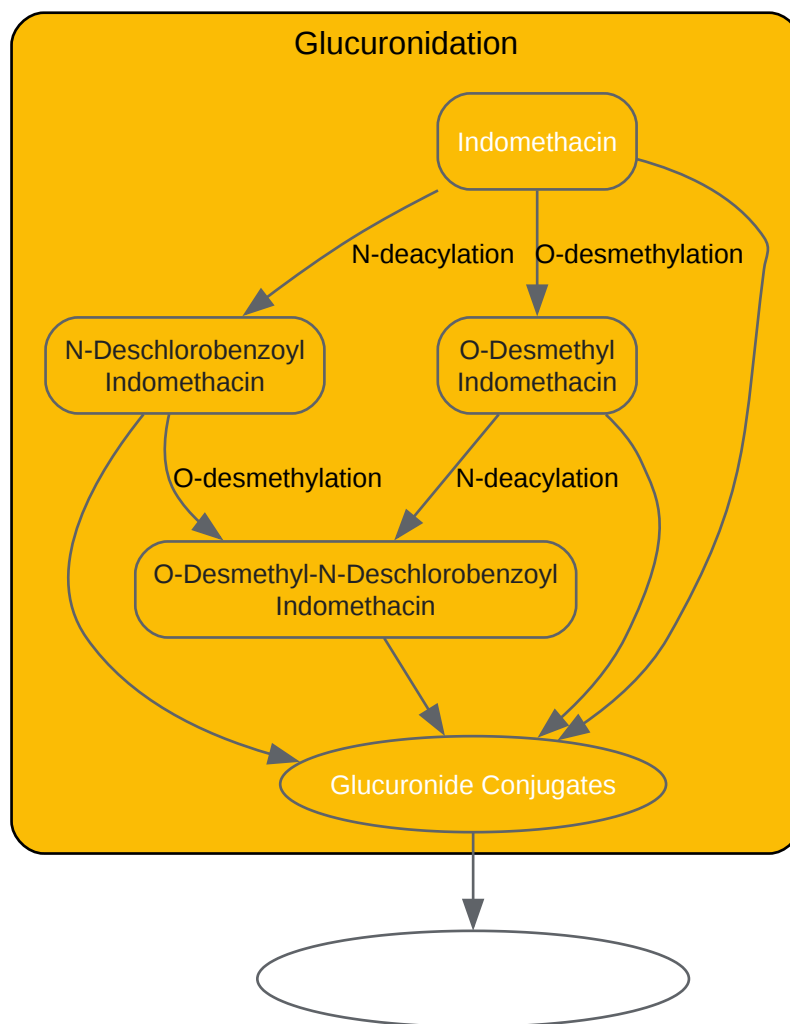 Glucuronidation
Indomethacin
N-deacylation
O-desmethylation
N-Deschlorobenzoyl
Indomethacin
O-Desmethyl
Indomethacin
O-desmethylation
N-deacylation
O-Desmethyl-N-Deschlorobenzoyl
Indomethacin
Glucuronide Conjugates